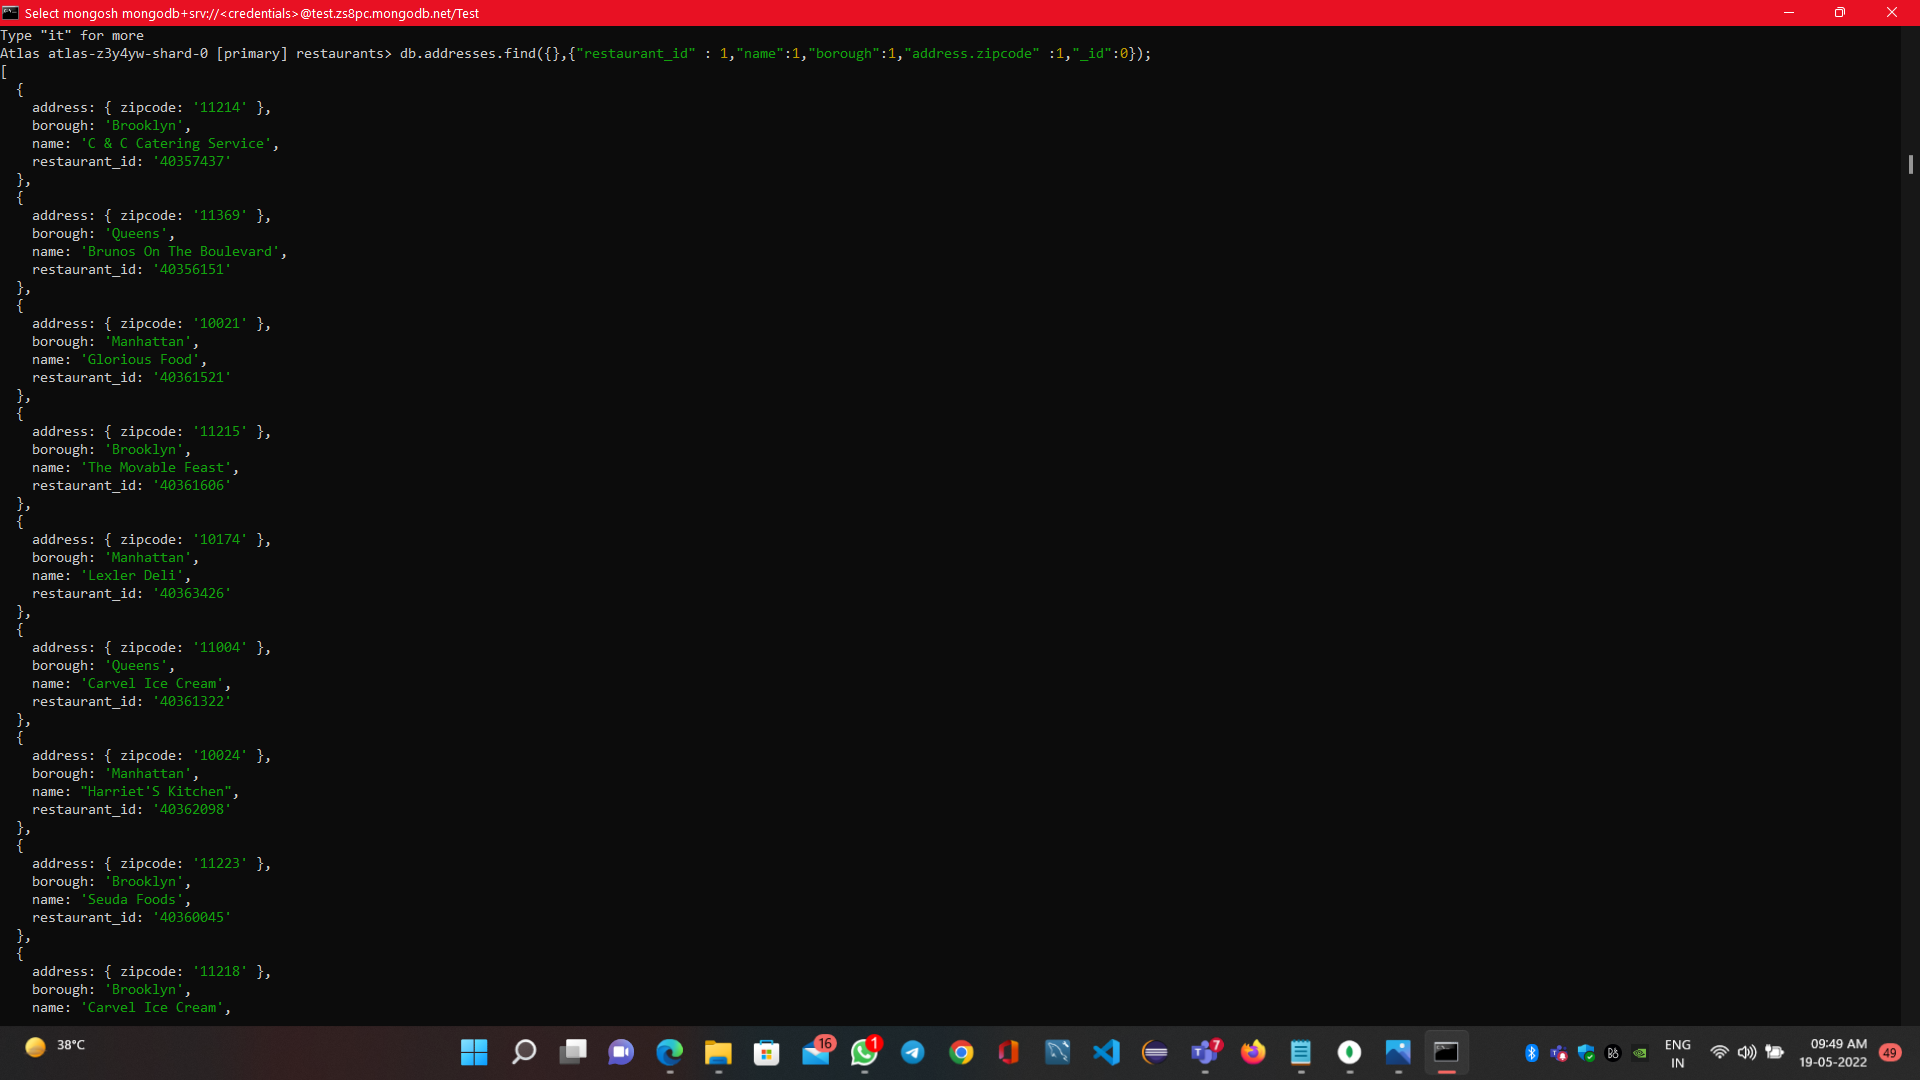 Select mongosh mongodb+srv://<credentials>@test.zs8pc.mongodb.net/Test
Type "it" for more
Atlas atlas-z3y4yw-shard-0 [primary] restaurants> db.addresses.find({},{"restaurant_id" : 1,"name":1,"borough":1,"address.zipcode" :1,"_id":0});
[
  {
    address: { zipcode: '11214' },
    borough: 'Brooklyn',
    name: 'C & C Catering Service',
    restaurant_id: '40357437'
  },
  {
    address: { zipcode: '11369' },
    borough: 'Queens',
    name: 'Brunos On The Boulevard',
    restaurant_id: '40356151'
  },
  {
    address: { zipcode: '10021' },
    borough: 'Manhattan',
    name: 'Glorious Food',
    restaurant_id: '40361521'
  },
  {
    address: { zipcode: '11215' },
    borough: 'Brooklyn',
    name: 'The Movable Feast',
    restaurant_id: '40361606'
  },
  {
    address: { zipcode: '10174' },
    borough: 'Manhattan',
    name: 'Lexler Deli',
    restaurant_id: '40363426'
  },
  {
    address: { zipcode: '11004' },
    borough: 'Queens',
    name: 'Carvel Ice Cream',
    restaurant_id: '40361322'
  },
  {
    address: { zipcode: '10024' },
    borough: 'Manhattan',
    name: "Harriet'S Kitchen",
    restaurant_id: '40362098'
  },
  {
    address: { zipcode: '11223' },
    borough: 'Brooklyn',
    name: 'Seuda Foods',
    restaurant_id: '40360045'
  },
  {
    address: { zipcode: '11218' },
    borough: 'Brooklyn',
    name: 'Carvel Ice Cream',
38°C
16
1
7
ENG
IN
09:49 AM
19-05-2022
49